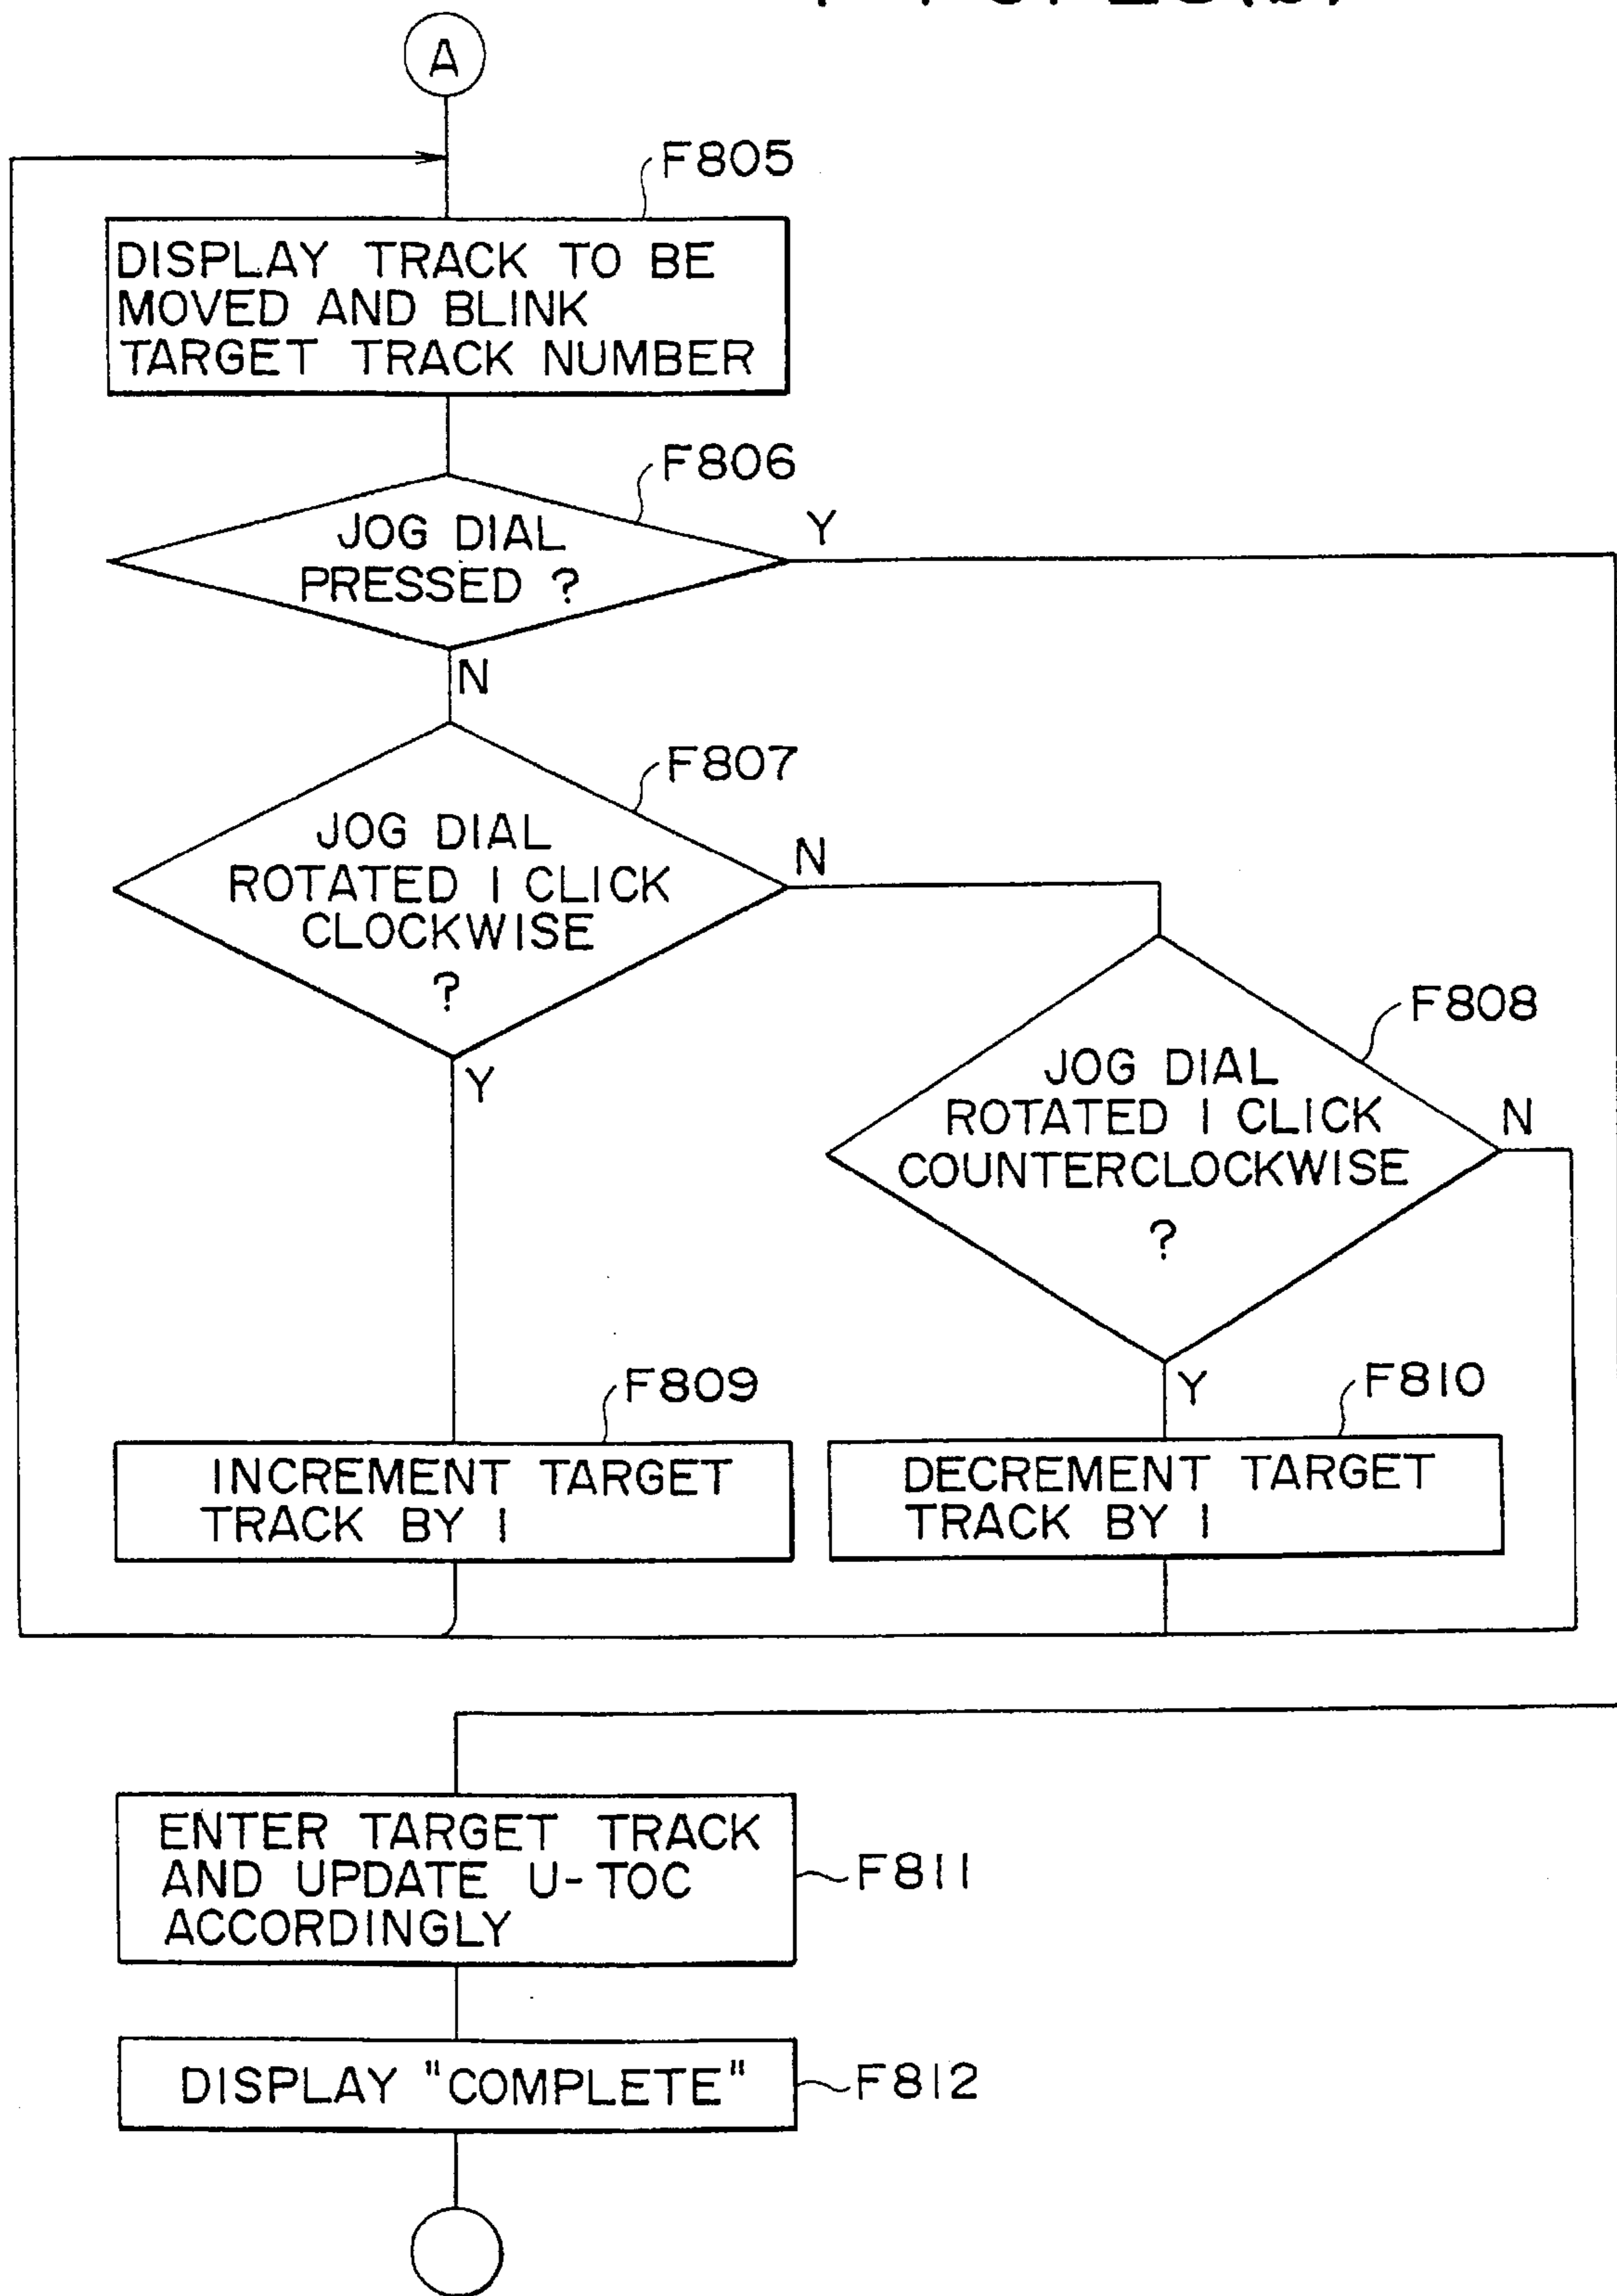 A
F805
DISPLAY TRACK TO BE
MOVED AND BLINK
TARGET TRACK NUMBER
F806
JOG DIAL
PRESSED ?
Y
N
F807
JOG DIAL
ROTATED 1 CLICK
CLOCKWISE
?
N
Y
F808
JOG DIAL
ROTATED 1 CLICK
COUNTERCLOCKWISE
?
N
Y
F809
INCREMENT TARGET
TRACK BY 1
F810
DECREMENT TARGET
TRACK BY 1
ENTER TARGET TRACK
AND UPDATE U-TOC
ACCORDINGLY
F811
DISPLAY "COMPLETE"
F812